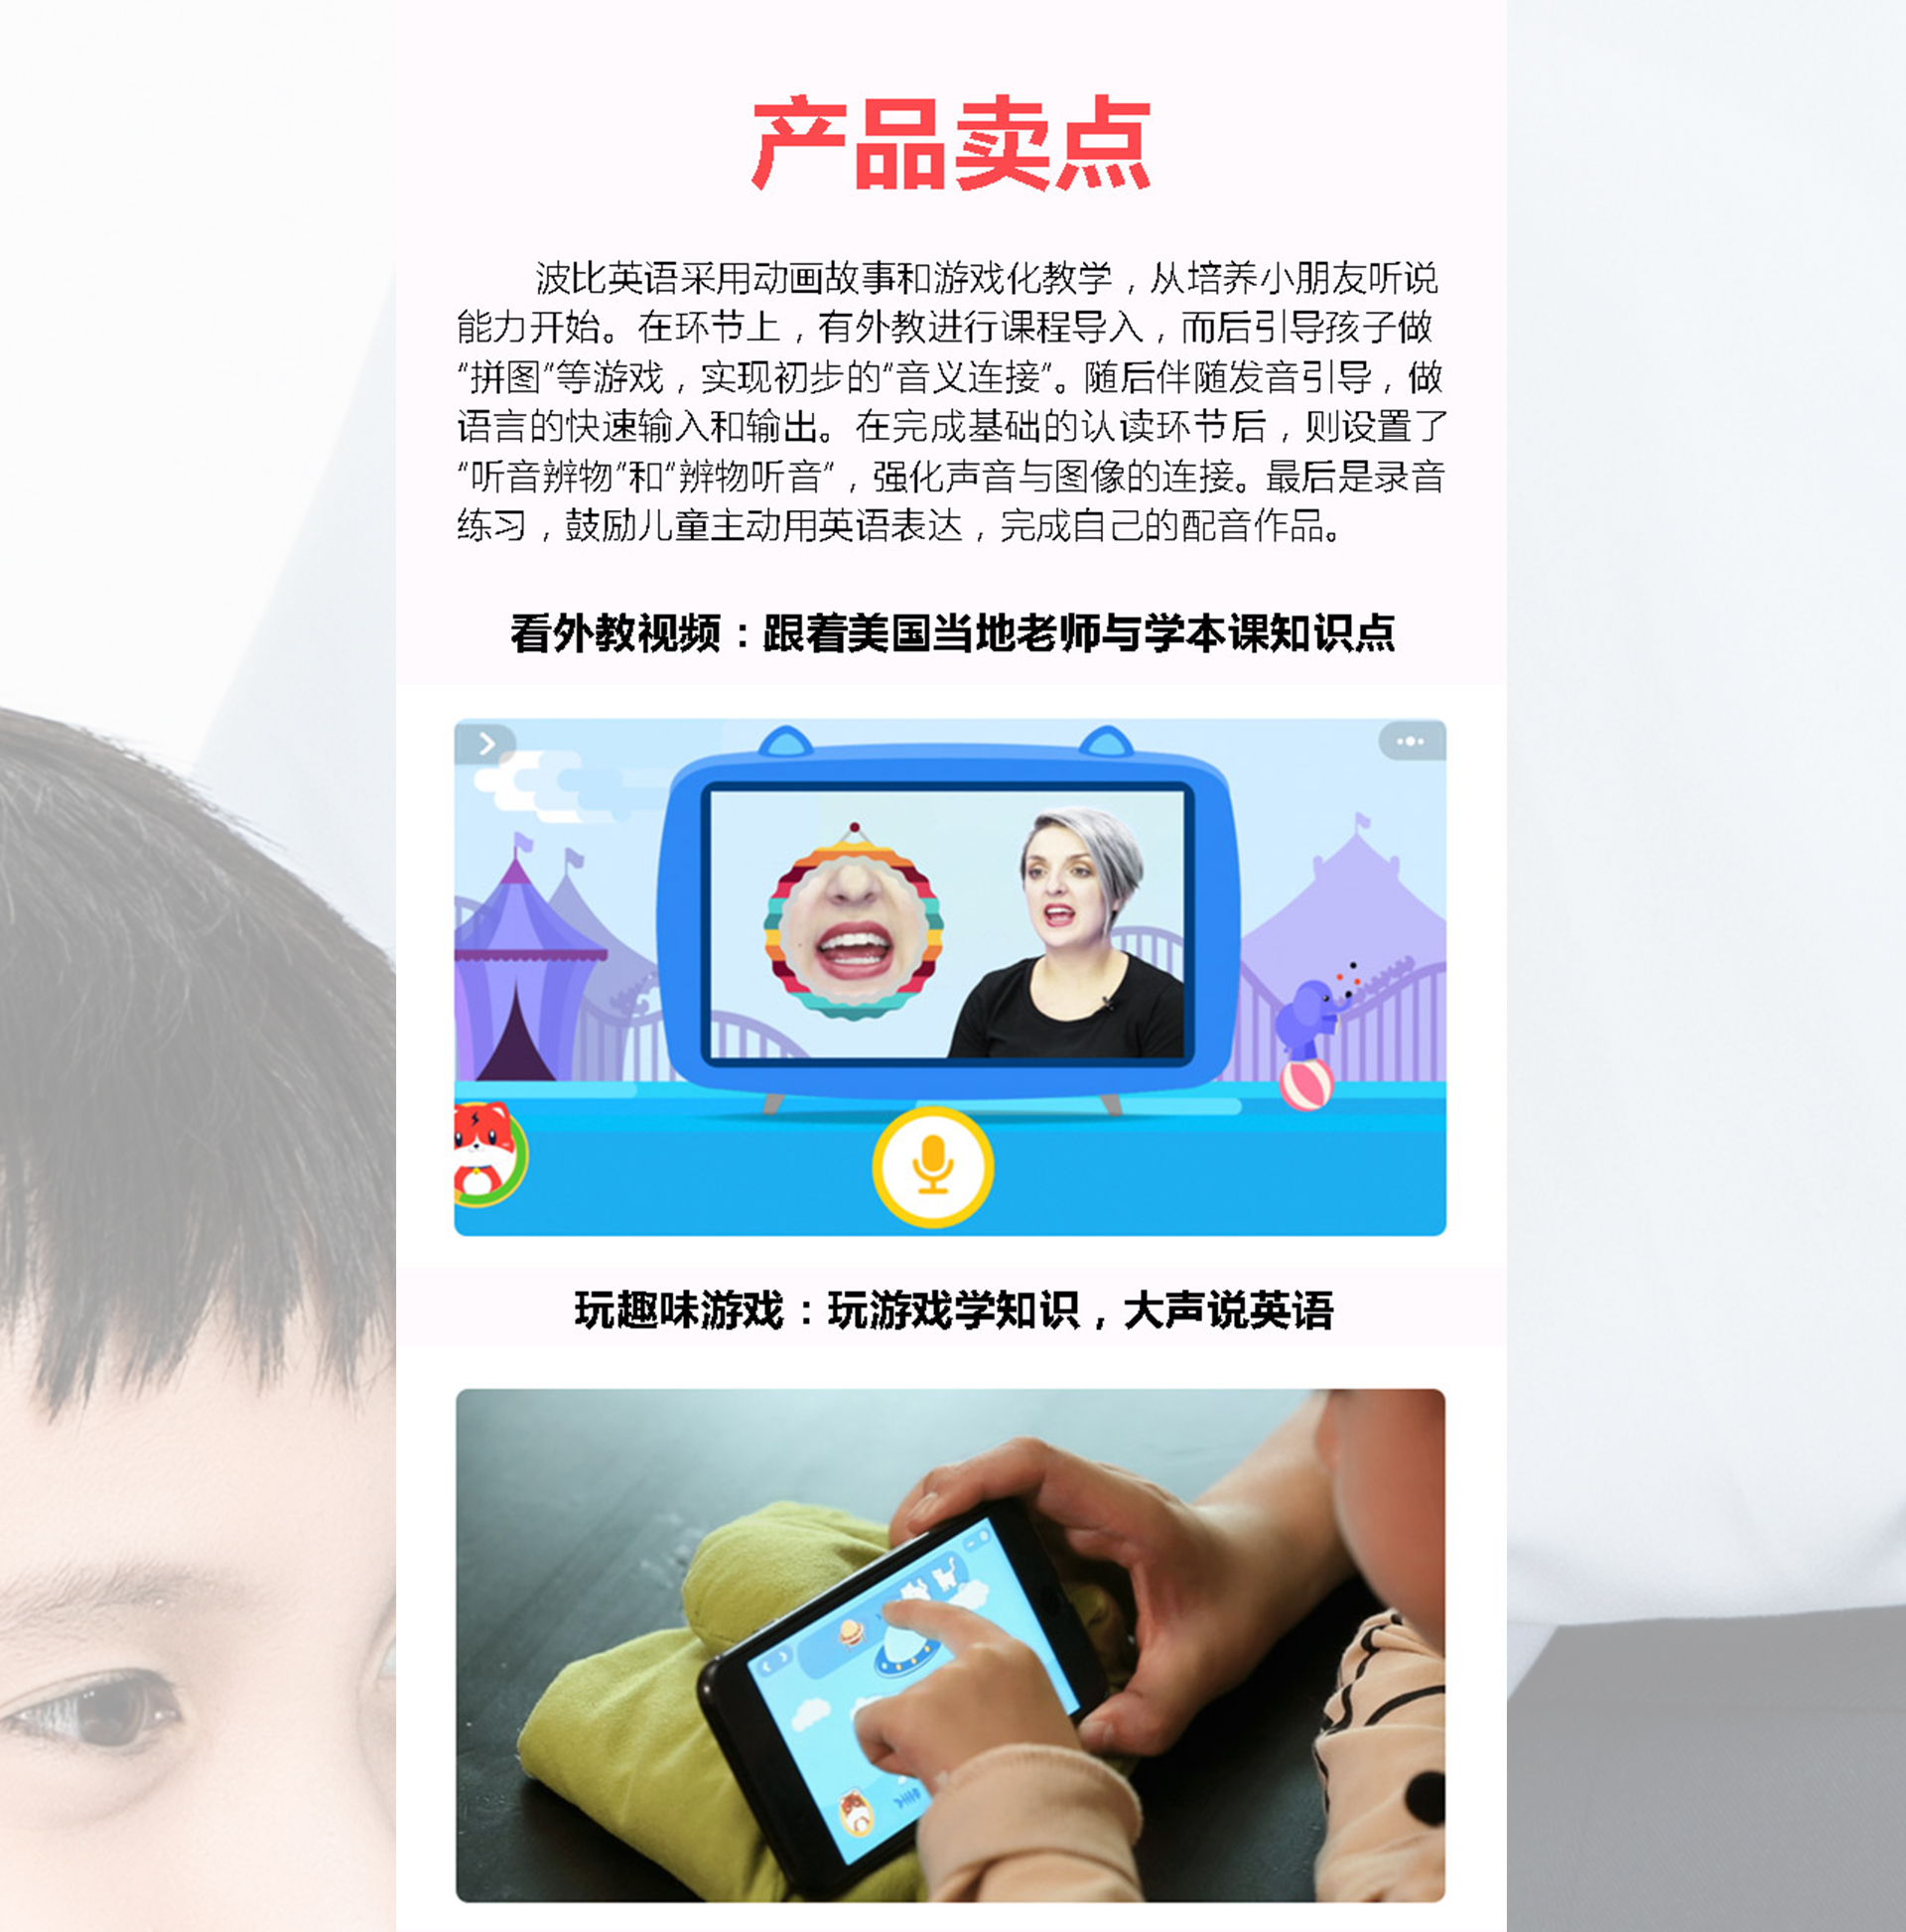 产品卖点
波比英语采用动画故事和游戏化教学，从培养小朋友听说
能力开始。在环节上，有外教进行课程导入，而后引导孩子做
“拼图”等游戏，实现初步的“音义连接”。随后伴随发音引导，做
语言的快速输入和输出。在完成基础的认读环节后，则设置了
“听音辨物”和“辨物听音”，强化声音与图像的连接。最后是录音
练习，鼓励儿童主动用英语表达，完成自己的配音作品。
看外教视频：跟着美国当地老师与学本课知识点
玩趣味游戏：玩游戏学知识，大声说英语